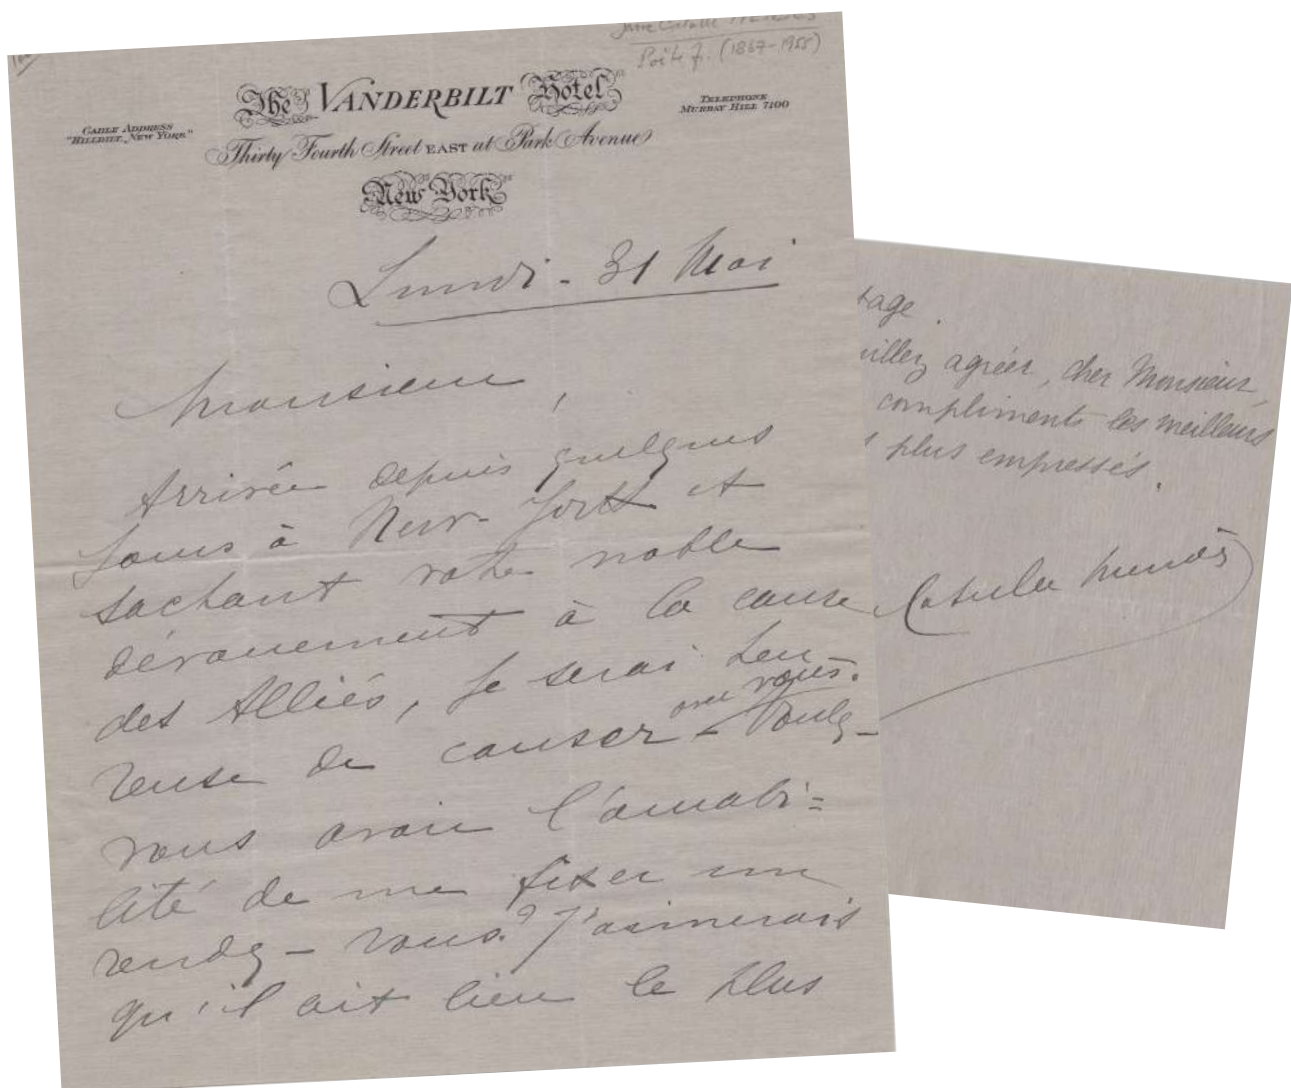 Jane Catulle Mendès
Poète fr. (1867-1955)
The VANDERBILT Hotel
CABLE ADDRESS
"HILLBILT, NEW YORK"
TELEPHONE
MURRAY HILL 7100
Thirty Fourth Street EAST at Park Avenue
New York
Lundi - 31 Mai
Monsieur,
Arrivée depuis quelques
jours à New-York et
sachant votre noble
dévouement à la cause
des Alliés, je serai heu-
reuse de causer avec vous.
- Voulez-
vous avoir l'amabi=
lité de me fixer un
rendez-vous? J'aimerais
qu'il ait lieu le plus
tage.
uillez agréer, cher Monsieur,
compliments les meilleurs
s plus empressés.
Catulle Mendès